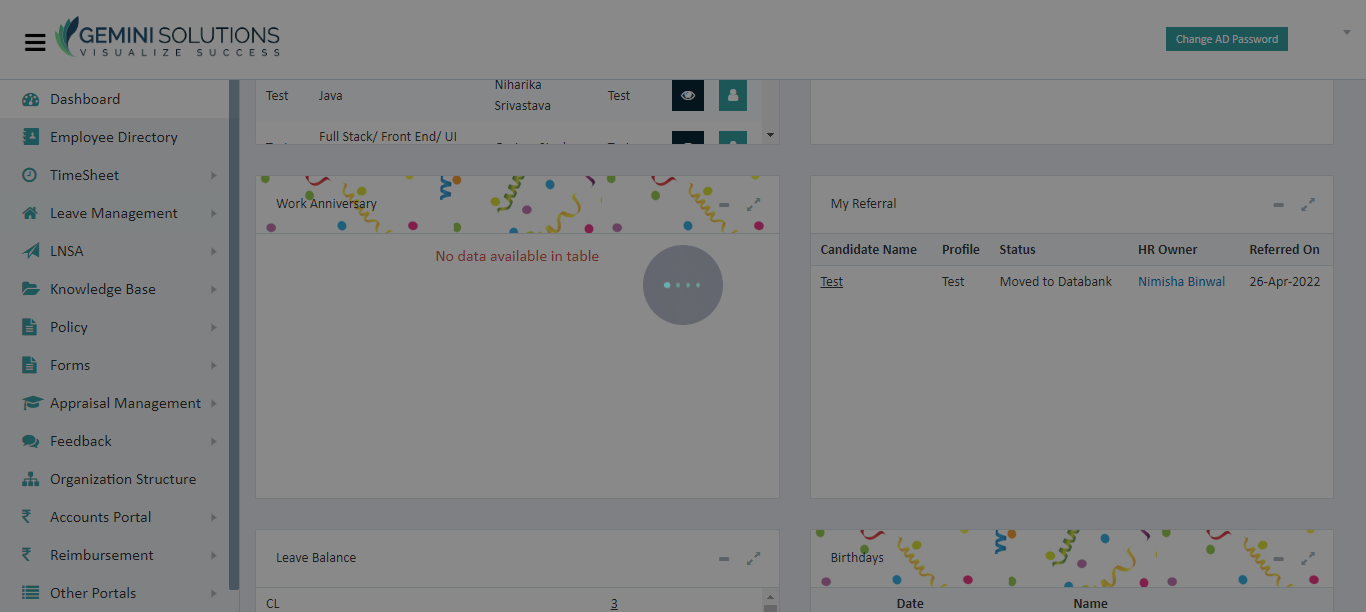 GEMINI SOLUTIONS
VISUALIZE SUCCESS
Change AD Password
Dashboard
Employee Directory
TimeSheet
Leave Management
LNSA
Knowledge Base
Policy
Forms
Appraisal Management
Feedback
Organization Structure
Accounts Portal
Reimbursement
Other Portals
Test Java Niharika Srivastava Test
Full Stack/ Front End/ UI
Work Anniversary
No data available in table
My Referral
Candidate Name Profile Status HR Owner Referred On
Test Test Moved to Databank Nimisha Binwal 26-Apr-2022
Leave Balance
CL 3
Birthdays
Date Name